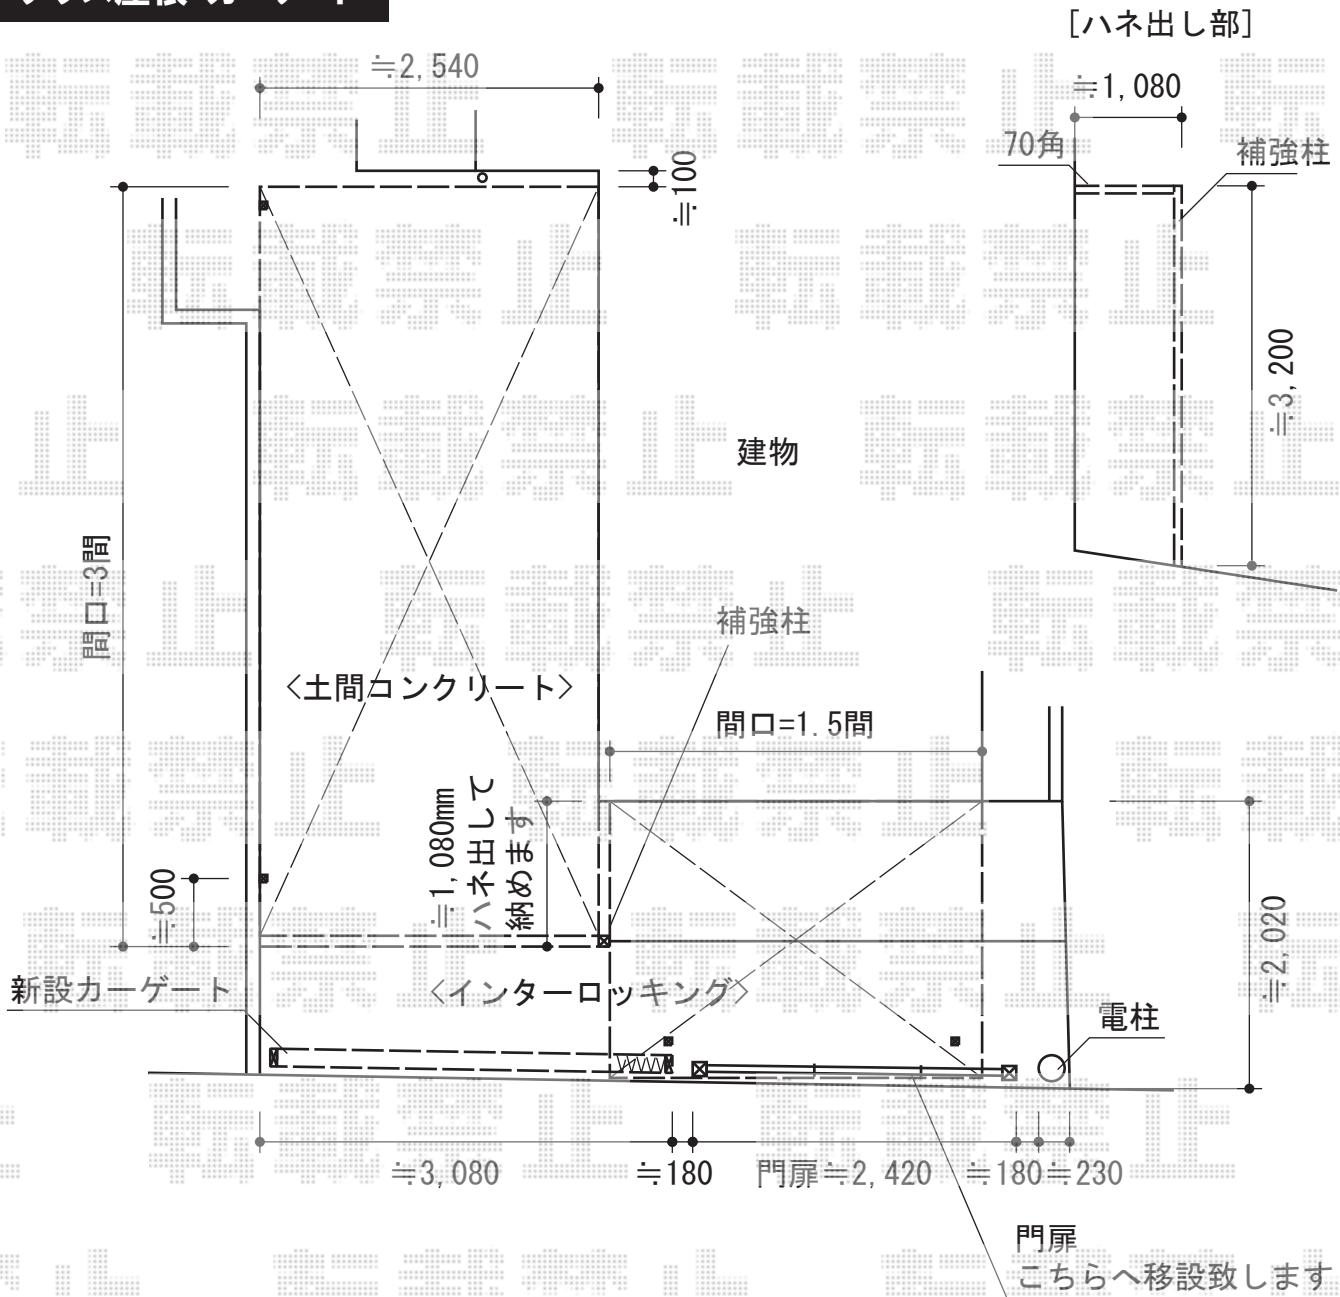 [ハネ出し部]
≒2,540
≒1,080
70角
補強柱
≒100
≒3,200
建物
間口=3間
補強柱
<土間コンクリート>
間口=1.5間
≒1,080mm
ハネ出して
納めます
≒500
≒2,020
新設カーゲート
<インターロッキング>
電柱
≒3,080
≒180
門扉≒2,420
≒180
≒230
門扉
こちらへ移設致します
転載禁止